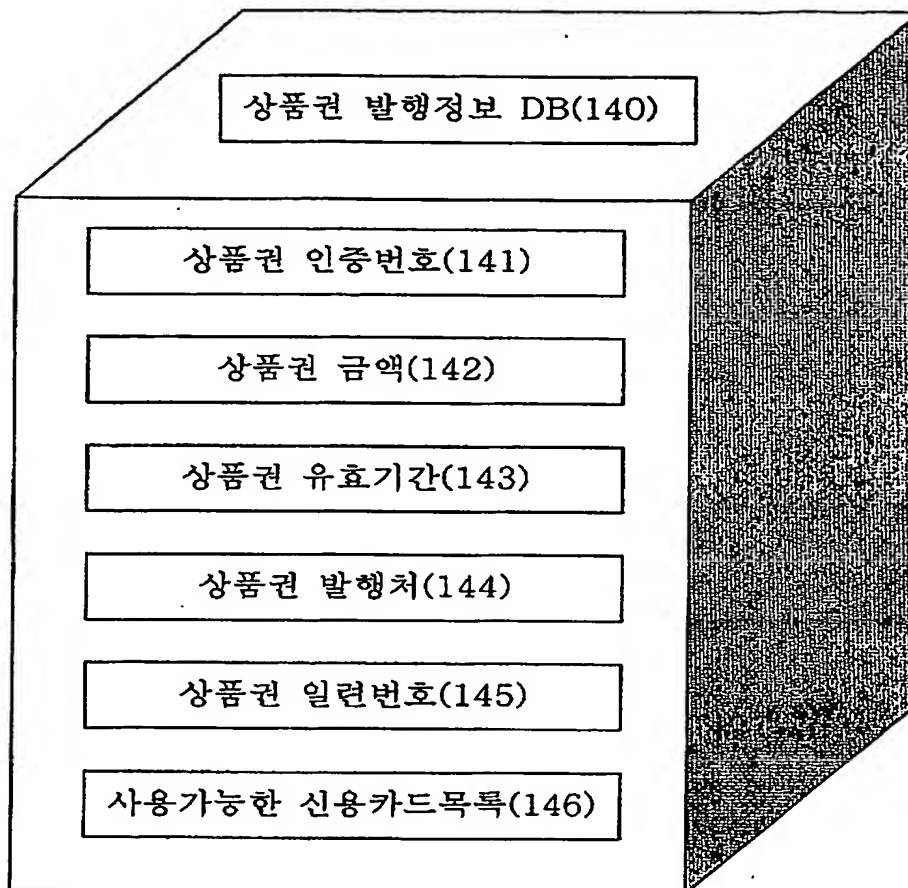 상품권 발행정보 DB(140)
상품권 인증번호(141)
상품권 금액(142)
상품권 유효기간(143)
상품권 발행처(144)
상품권 일련번호(145)
사용가능한 신용카드목록(146)